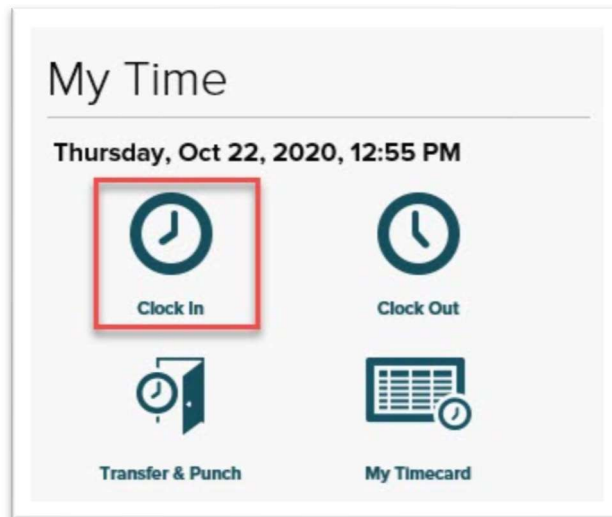 My Time
Thursday, Oct 22, 2020, 12:55 PM
Clock In
Clock Out
Transfer & Punch
My Timecard